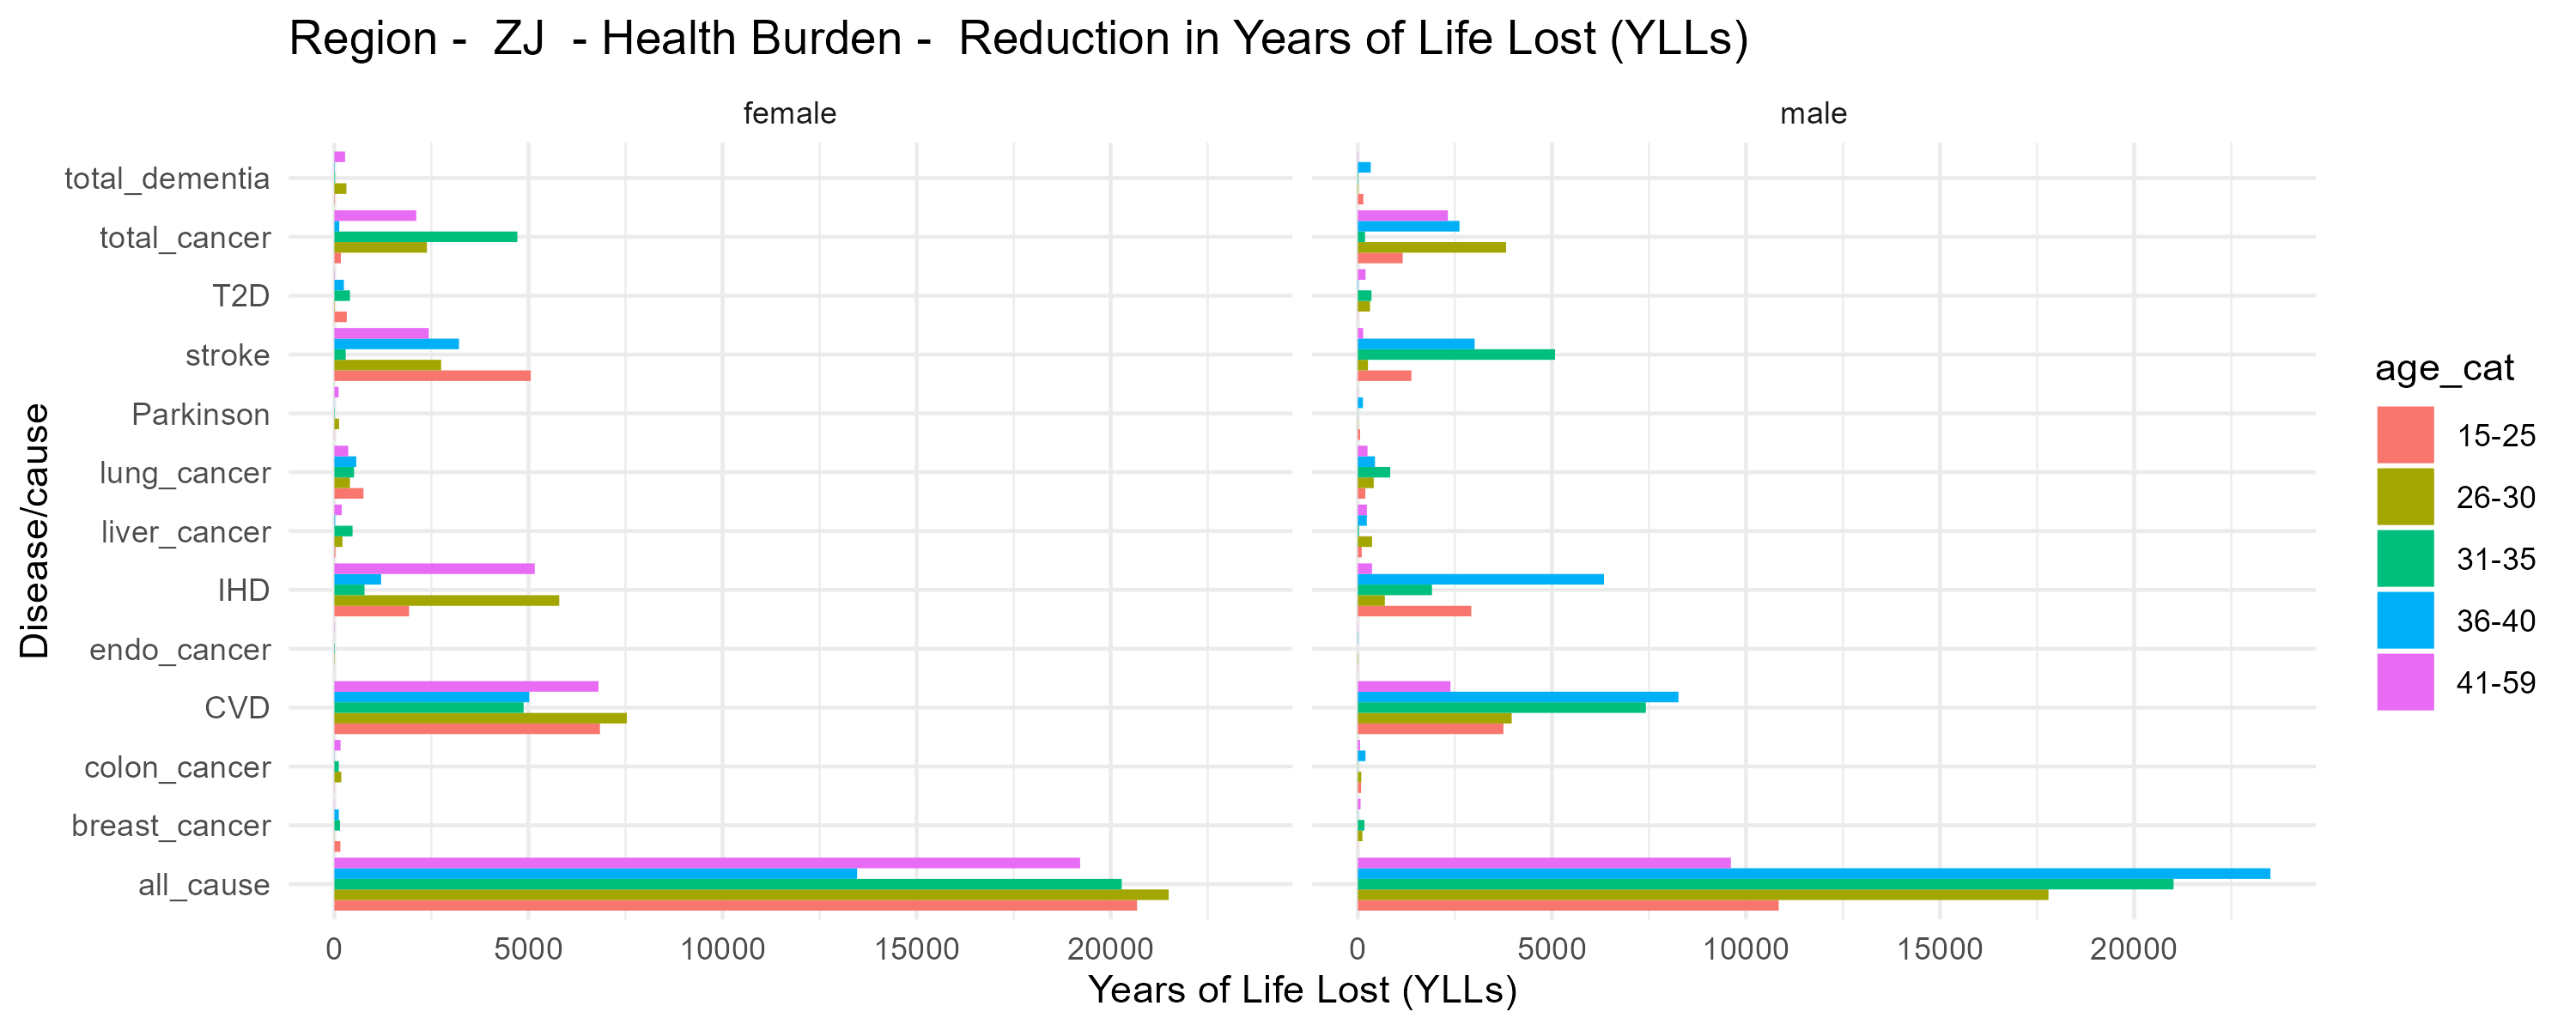 Region -  ZJ  - Health Burden -  Reduction in Years of Life Lost (YLLs)
female
male
total_dementia
total_cancer
T2D
stroke
Parkinson
lung_cancer
liver_cancer
IHD
endo_cancer
CVD
colon_cancer
breast_cancer
all_cause
Disease/cause
0 5000 10000 15000 20000
0 5000 10000 15000 20000
Years of Life Lost (YLLs)
age_cat
15-25
26-30
31-35
36-40
41-59